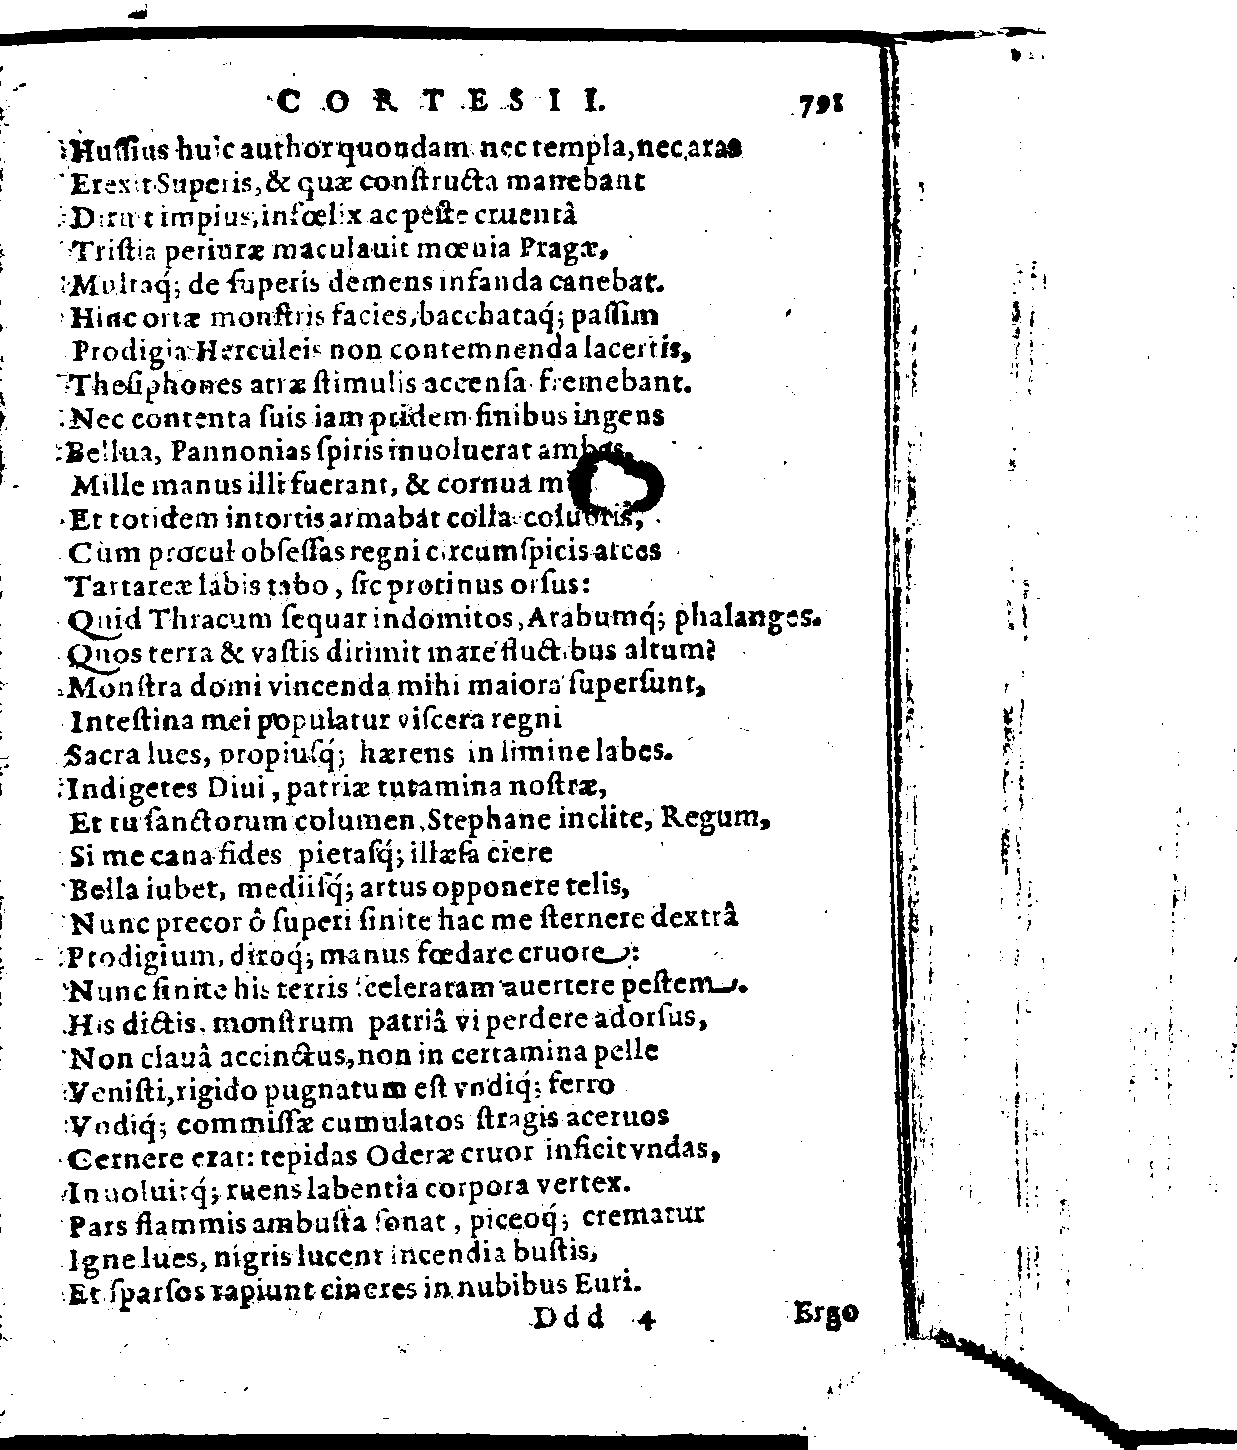 CORTESII. 791
Huſſius huic author quondam nec templa, nec aras
Erexit Superis, & quæ conſtructa manebant
Diruit impius, infœlix ac peſte cruentâ
Triſtia periuræ maculauit mœnia Pragæ,
Multaq́; de ſuperis demens infanda canebat.
Hinc ortæ monſtris facies, bacchataq́; paſſim
Prodigia Herculeis non contemnenda lacertis,
Theſiphones atræ ſtimulis accenſa fremebant.
Nec contenta ſuis iampridem finibus ingens
Bellua, Pannonias ſpiris inuoluerat ambas,
Mille manus illi fuerant, & cornua
Et totidem intortis armabāt colla colubris,
Cùm procul obſeſſas regni circumſpicis arces
Tartareæ labis tabo, ſic protinus orſus:
Quid Thracum ſequar indomitos, Arabumq́; phalanges.
Quos terra & vaſtis dirimit mare fluctibus altum?
Monſtra domi vincenda mihi maiora ſuperſunt,
Inteſtina mei populatur viſcera regni
Sacra lues, propiuſq́; hærens in limine labes.
Indigetes Diui, patriæ tutamina noſtræ,
Et tu ſanctorum columen, Stephane inclite, Regum,
Si me cana fides pietaſq́; illæſa ciere
Bella iubet, mediiſq́; artus opponere telis,
Nunc precor ô ſuperi ſinite hac me ſternere dextrâ
Prodigium, diroq́; manus fœdare cruore:
Nunc ſinite his terris ſceleratam auertere peſtem.
His dictis, monſtrum patriâ vi perdere adorſus,
Non clauâ accinctus, non in certamina pelle
Veniſti, rigido pugnatum eſt vndiq́; ferro
Vndiq́; commiſſæ cumulatos ſtragis aceruos
Cernere erat: tepidas Oderæ cruor inficit vndas,
Inuoluitq́; ruens labentia corpora vertex.
Pars flammis ambuſta ſonat, piceoq́; crematur
Igne lues, nigris lucent incendia buſtis,
Et ſparſos rapiunt cineres in nubibus Euri.
Ddd 4 Ergo